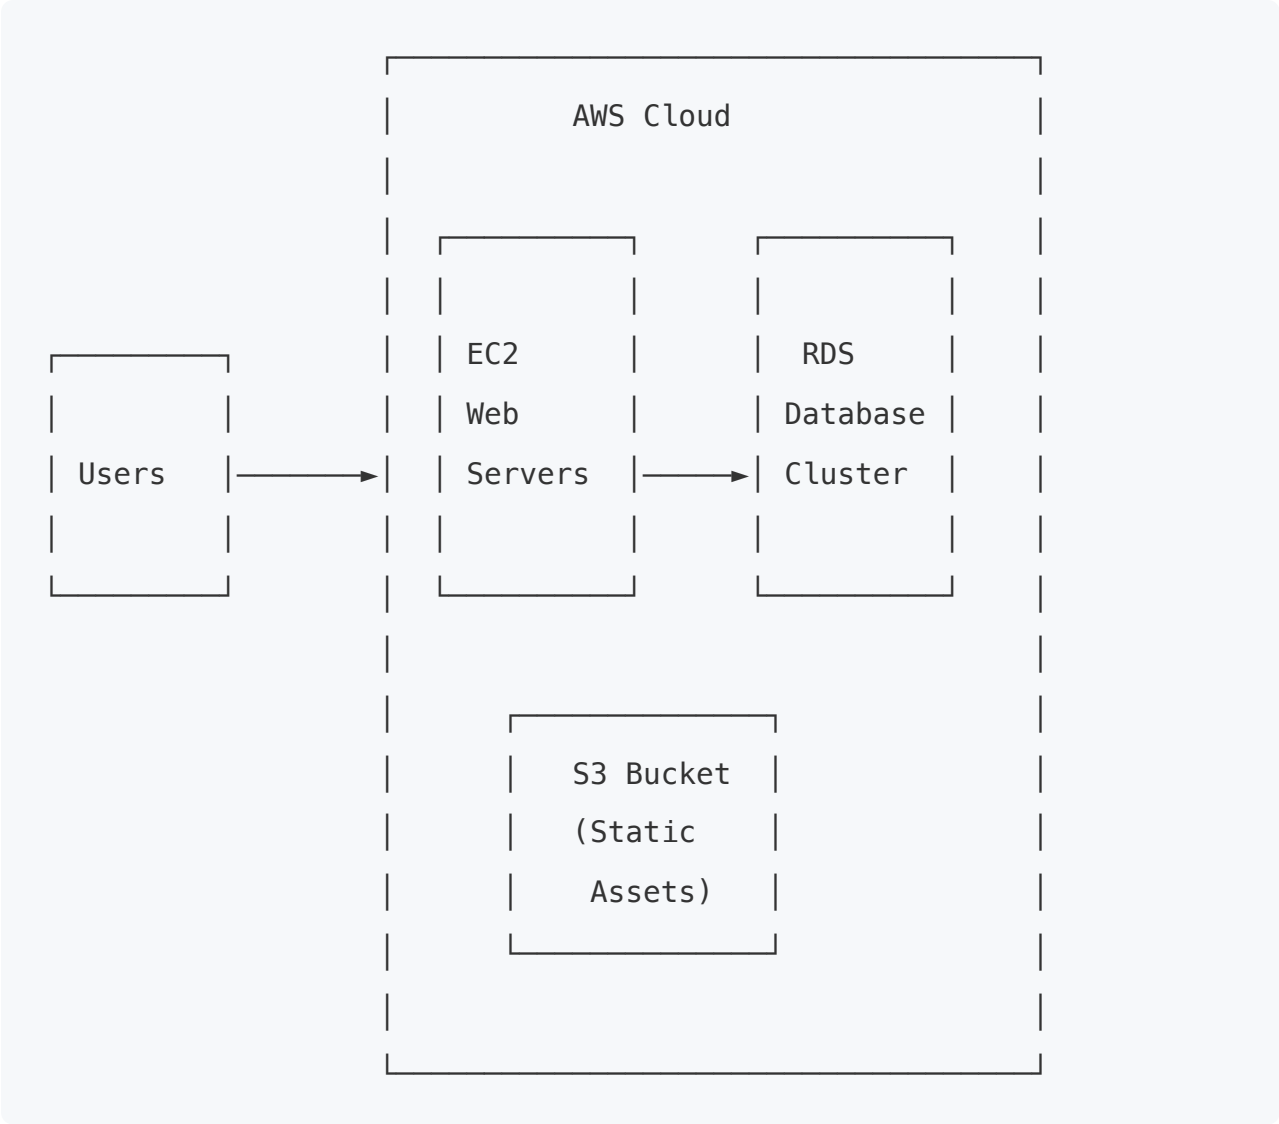 AWS Cloud
EC2
Web
Servers
RDS
Database
Cluster
Users
S3 Bucket
(Static
Assets)